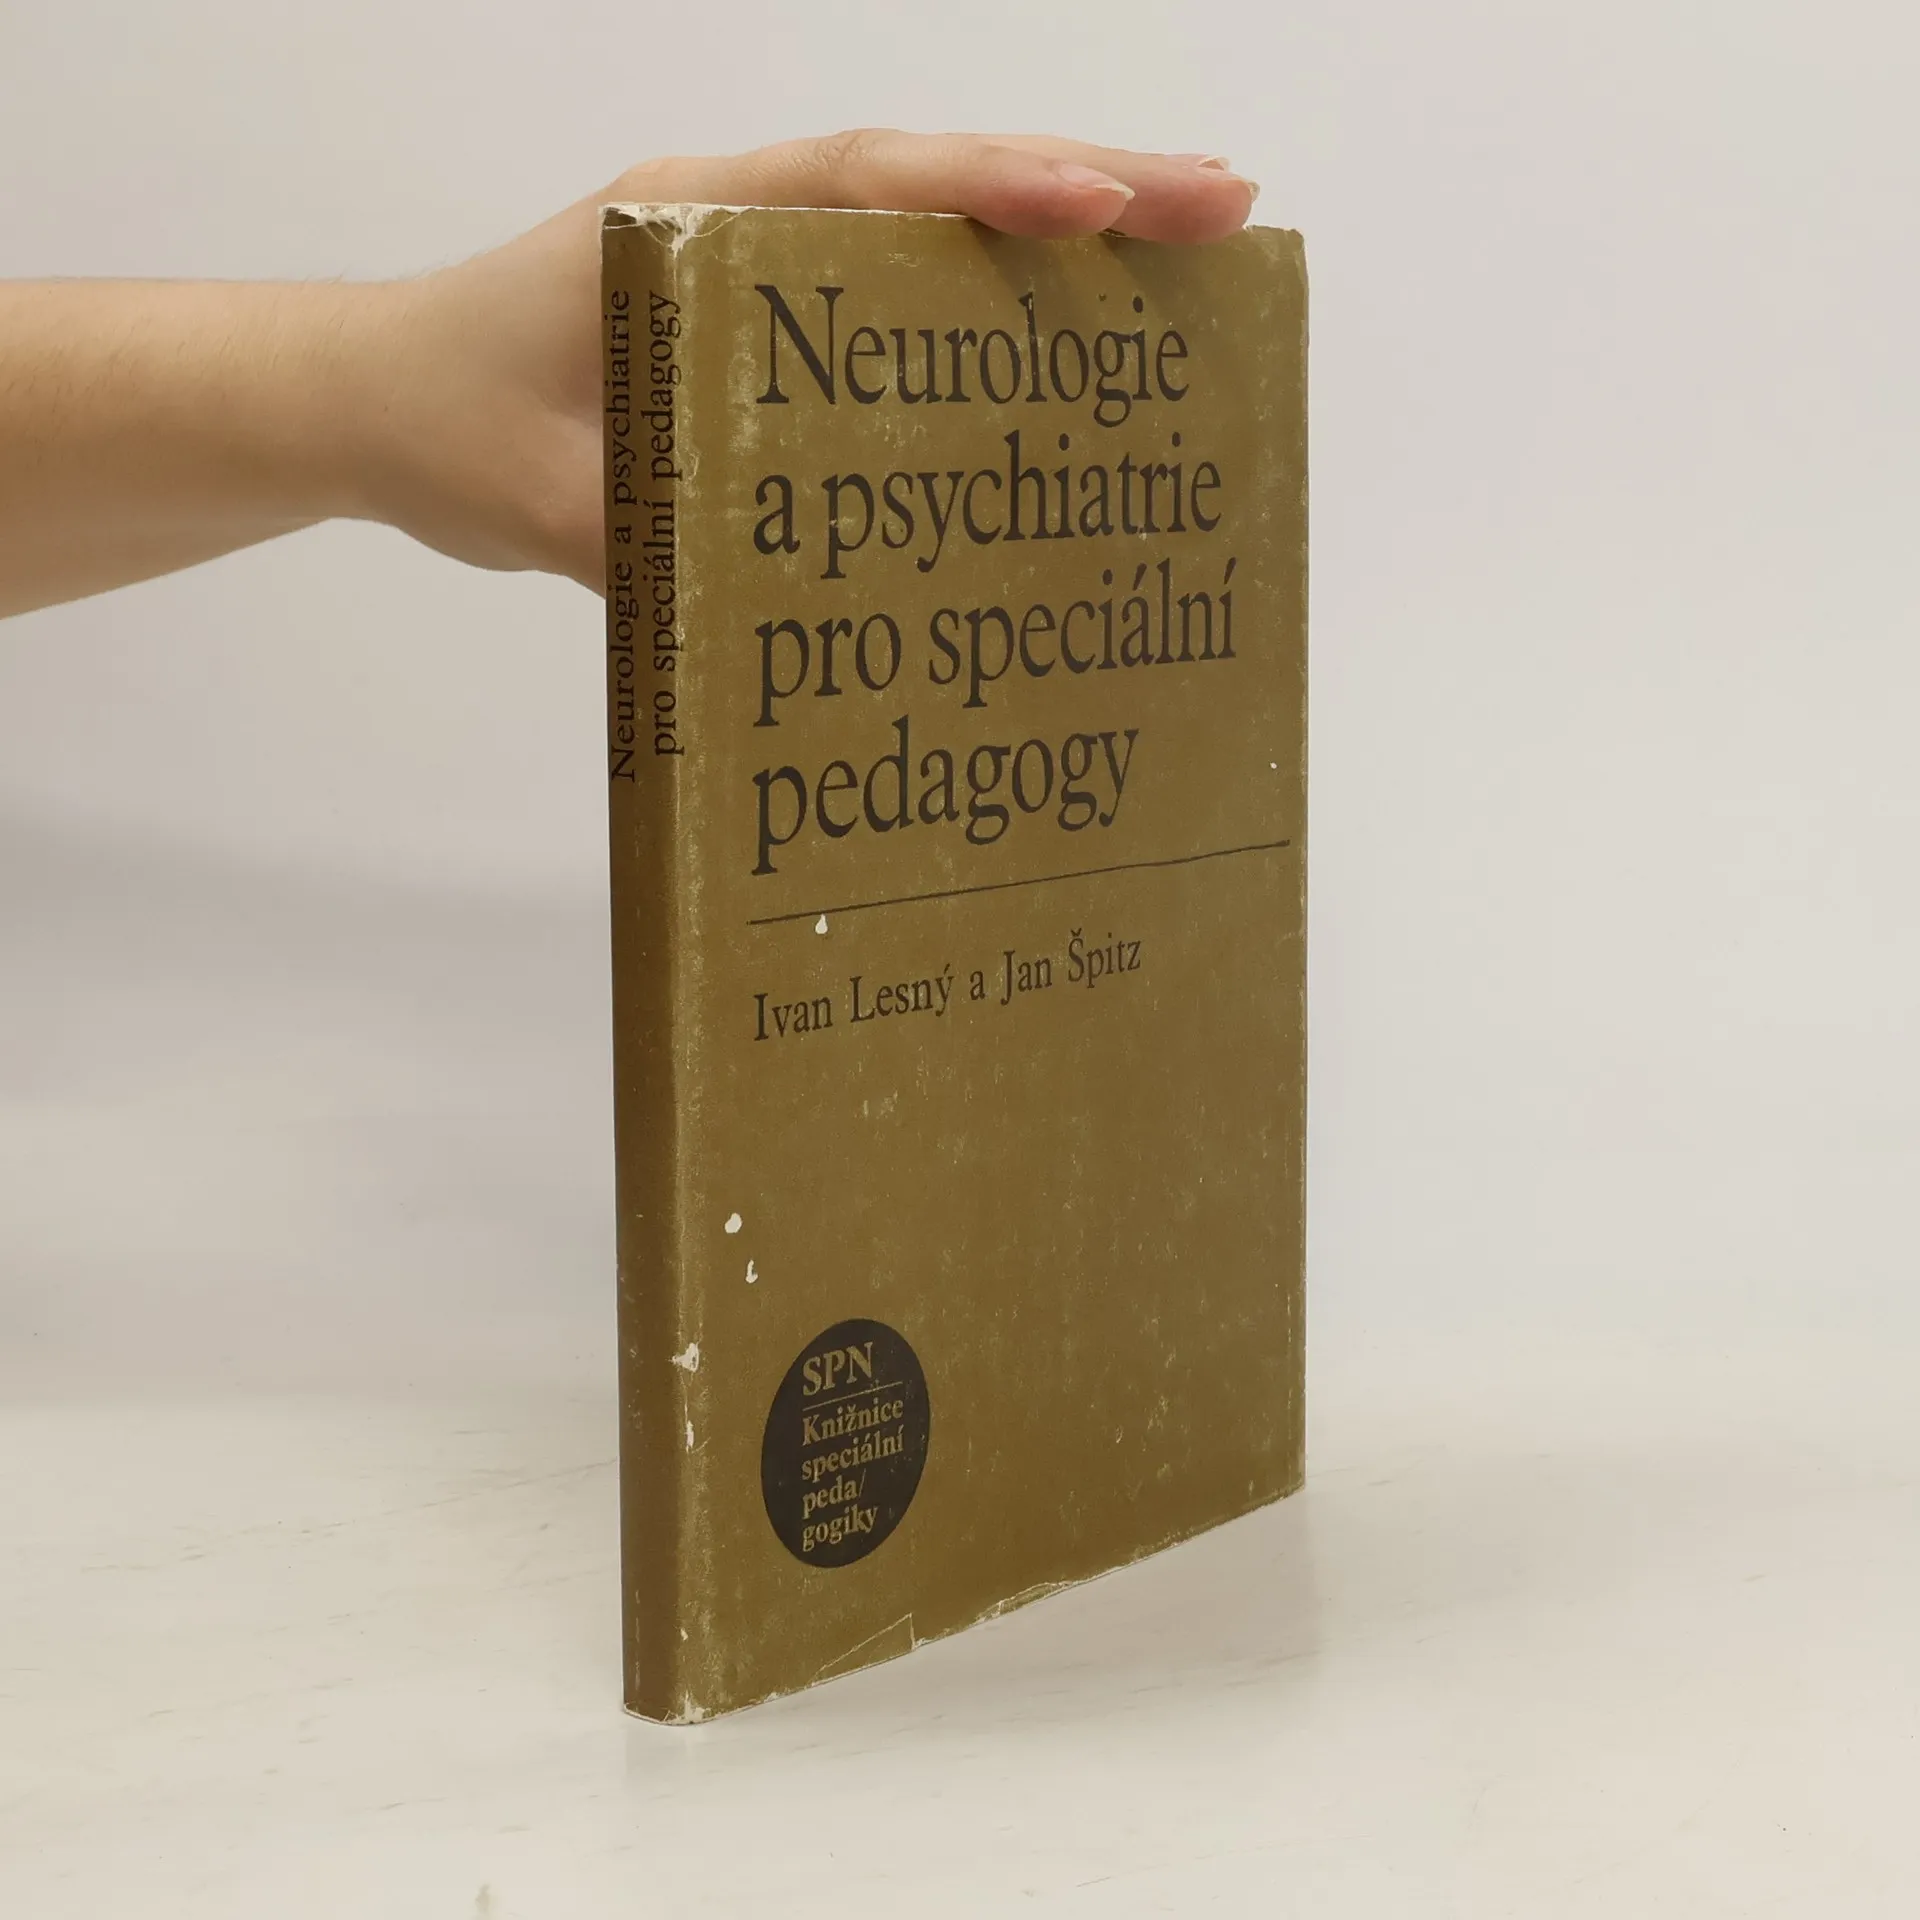 Neurologie a psychiatrie
pro speciální pedagogy
Neurologie
a psychiatrie
pro speciální
pedagogy
Ivan Lesný a Jan Špitz
SPN
Knižnice
speciální
peda/
gogiky